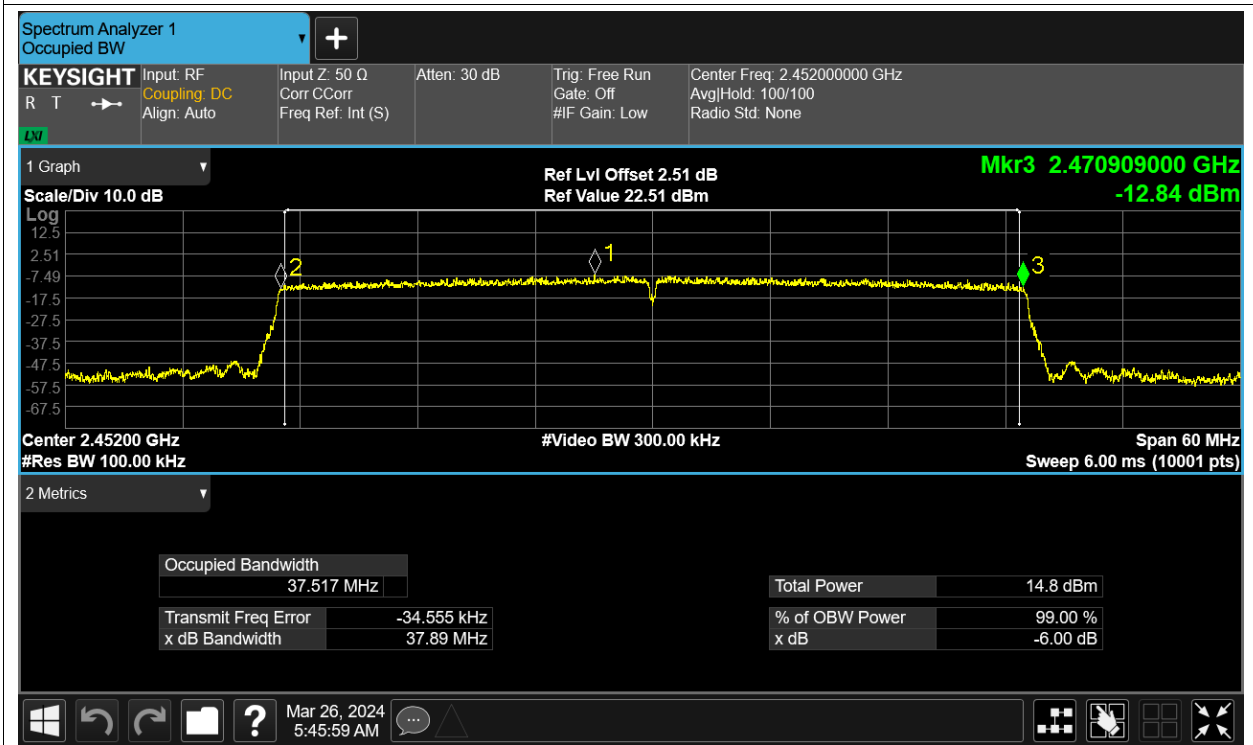 Spectrum Analyzer 1
Occupied BW
KEYSIGHT
R T
LXI
Input: RF
Coupling: DC
Align: Auto
Input Z: 50 Ω
Corr CCorr
Freq Ref: Int (S)
Atten: 30 dB
Trig: Free Run
Gate: Off
#IF Gain: Low
Center Freq: 2.452000000 GHz
Avg|Hold: 100/100
Radio Std: None
1 Graph
Scale/Div 10.0 dB
Ref Lvl Offset 2.51 dB
Ref Value 22.51 dBm
Mkr3 2.470909000 GHz
-12.84 dBm
Log
12.5
2.51
-7.49
-17.5
-27.5
-37.5
-47.5
-57.5
-67.5
2
1
3
Center 2.45200 GHz
#Res BW 100.00 kHz
#Video BW 300.00 kHz
Span 60 MHz
Sweep 6.00 ms (10001 pts)
2 Metrics
Occupied Bandwidth
37.517 MHz
Transmit Freq Error -34.555 kHz
x dB Bandwidth 37.89 MHz
Total Power 14.8 dBm
% of OBW Power 99.00 %
x dB -6.00 dB
?
Mar 26, 2024
5:45:59 AM